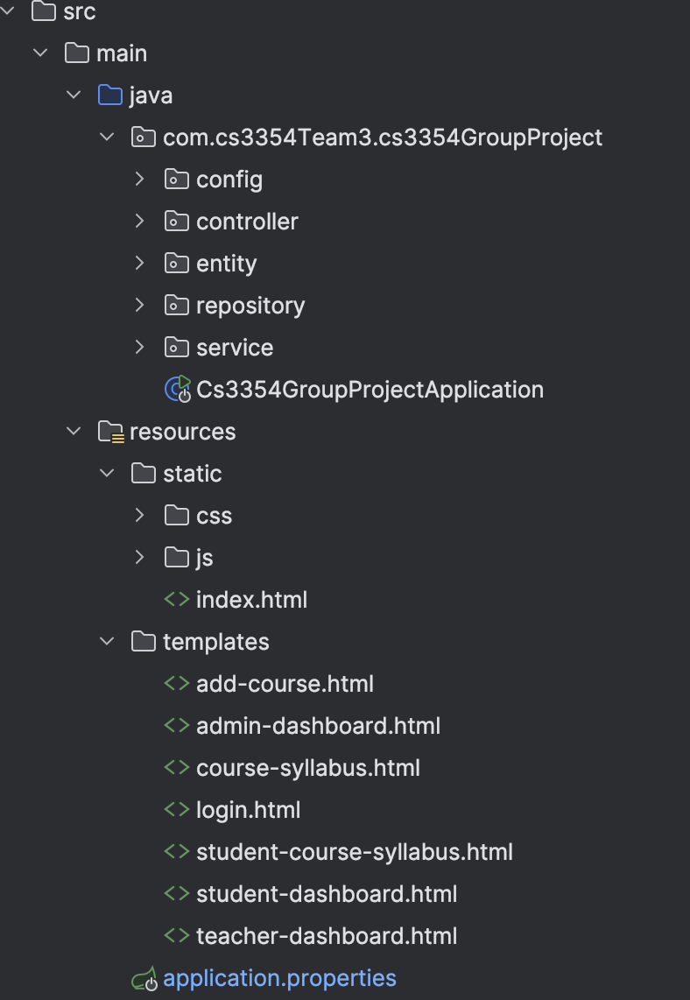 src
main
java
com.cs3354Team3.cs3354GroupProject
config
controller
entity
repository
service
Cs3354GroupProjectApplication
resources
static
css
js
index.html
templates
add-course.html
admin-dashboard.html
course-syllabus.html
login.html
student-course-syllabus.html
student-dashboard.html
teacher-dashboard.html
application.properties